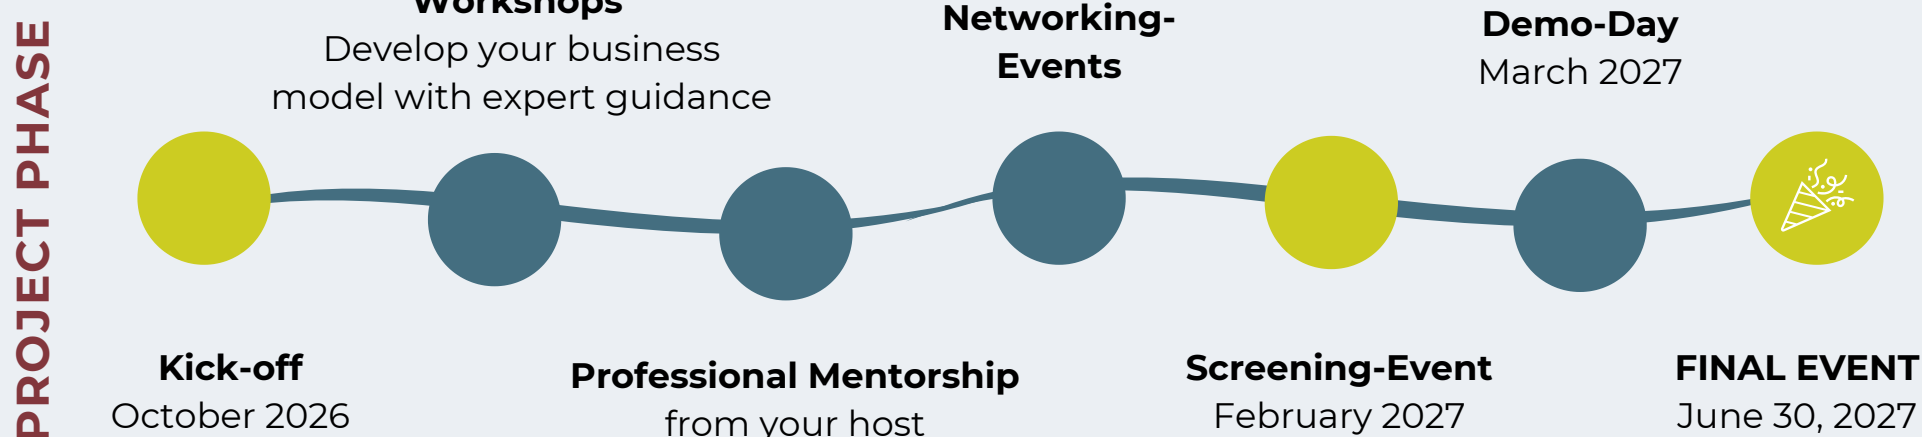 PROJECT PHASE
Workshops
Develop your business
model with expert guidance
Networking-
Events
Demo-Day
March 2027
Kick-off
October 2026
Professional Mentorship
from your host
Screening-Event
February 2027
FINAL EVENT
June 30, 2027